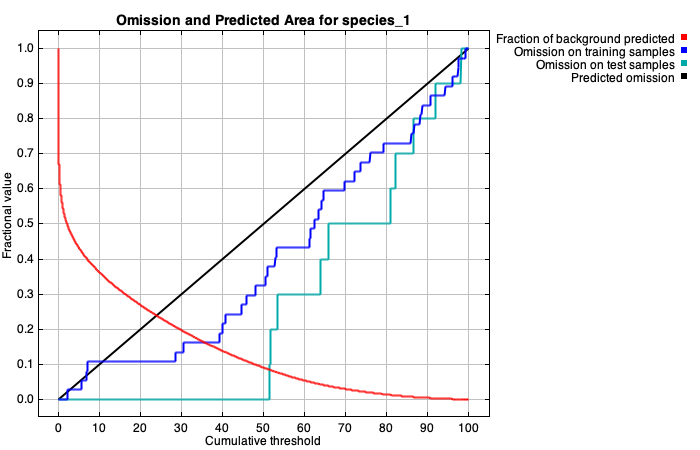 Omission and Predicted Area for species_1
Fraction of background predicted
Omission on training samples
Omission on test samples
Predicted omission
Fractional value
1.0
0.9
0.8
0.7
0.6
0.5
0.4
0.3
0.2
0.1
0.0
0 10 20 30 40 50 60 70 80 90 100
Cumulative threshold